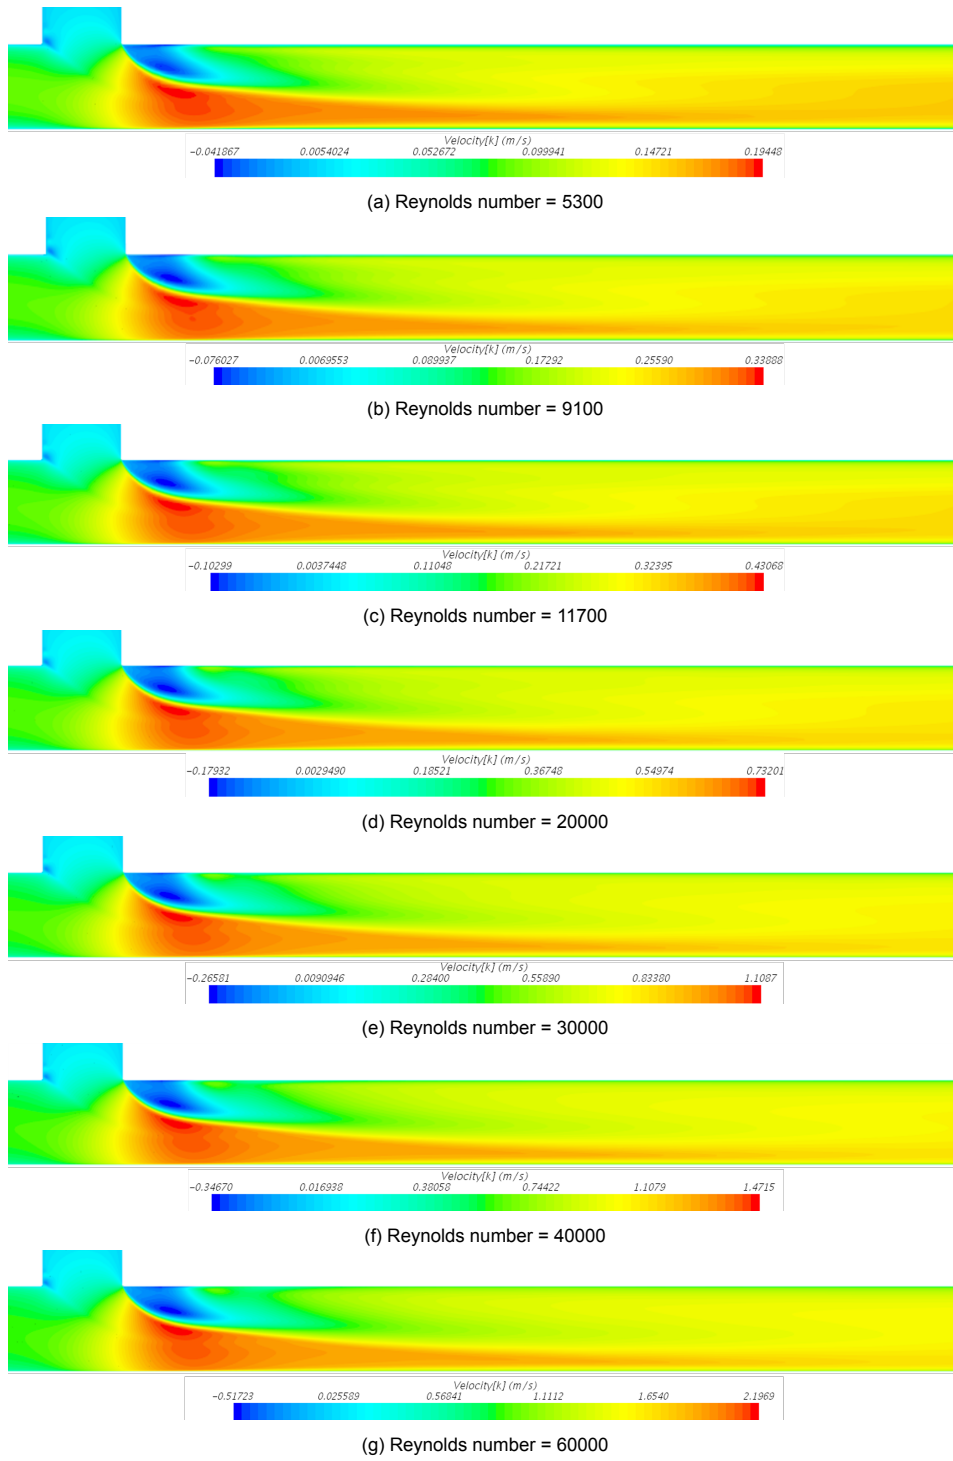 Velocity[k] (m/s)
-0.041867 0.0054024 0.052672 0.099941 0.14721 0.19448
(a) Reynolds number = 5300
Velocity[k] (m/s)
-0.076027 0.0069553 0.089937 0.17292 0.25590 0.33888
(b) Reynolds number = 9100
Velocity[k] (m/s)
-0.10299 0.0037448 0.11048 0.21721 0.32395 0.43068
(c) Reynolds number = 11700
Velocity[k] (m/s)
-0.17932 0.0029490 0.18521 0.36748 0.54974 0.73201
(d) Reynolds number = 20000
Velocity[k] (m/s)
-0.26581 0.0090946 0.28400 0.55890 0.83380 1.1087
(e) Reynolds number = 30000
Velocity[k] (m/s)
-0.34670 0.016938 0.38058 0.74422 1.1079 1.4715
(f) Reynolds number = 40000
Velocity[k] (m/s)
-0.51723 0.025589 0.56841 1.1112 1.6540 2.1969
(g) Reynolds number = 60000